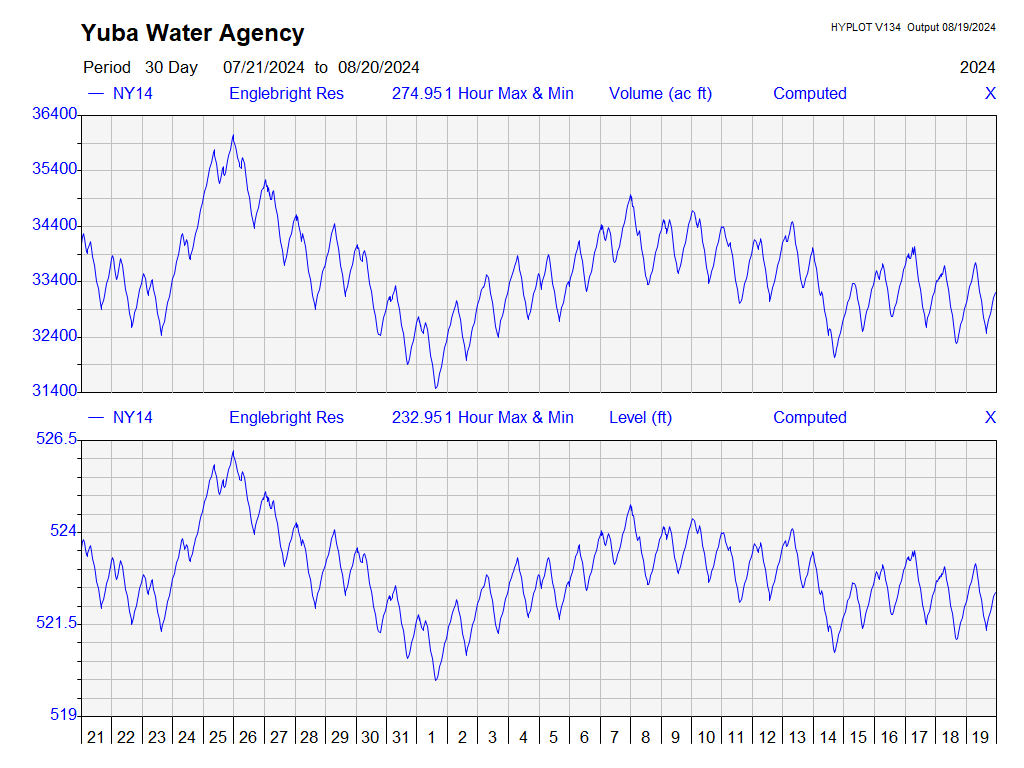 Yuba Water Agency
HYPLOT V134 Output 08/19/2024
Period 30 Day 07/21/2024 to 08/20/2024 2024
NY14 Englebright Res 274.951 Hour Max & Min Volume (ac ft) Computed X
36400
35400
34400
33400
32400
31400
NY14 Englebright Res 232.951 Hour Max & Min Level (ft) Computed X
526.5
524
521.5
519
21 22 23 24 25 26 27 28 29 30 31 1 2 3 4 5 6 7 8 9 10 11 12 13 14 15 16 17 18 19